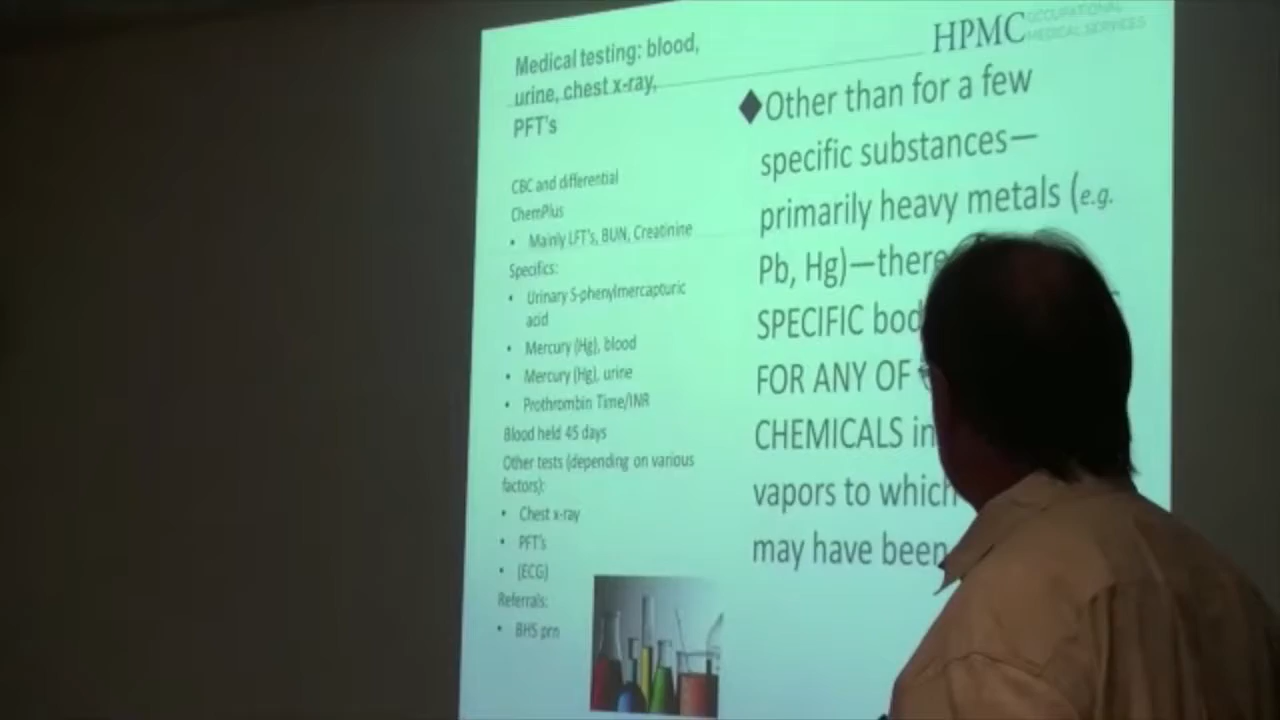 HPMC OCCUPATIONAL
MEDICAL SERVICES
Medical testing: blood,
urine, chest x-ray,
PFT's
CBC and differential
ChemPlus
• Mainly LFT's, BUN, Creatinine
Specifics:
• Urinary S-phenylmercapturic
acid
• Mercury (Hg), blood
• Mercury (Hg), urine
• Prothrombin Time/INR
Blood held 45 days
Other tests (depending on various
factors):
• Chest x-ray
• PFT's
• (ECG)
Referrals:
• BHS prn
◆Other than for a few
specific substances—
primarily heavy metals (e.g.
Pb, Hg)—there
SPECIFIC bod
FOR ANY OF
CHEMICALS in
vapors to which
may have been